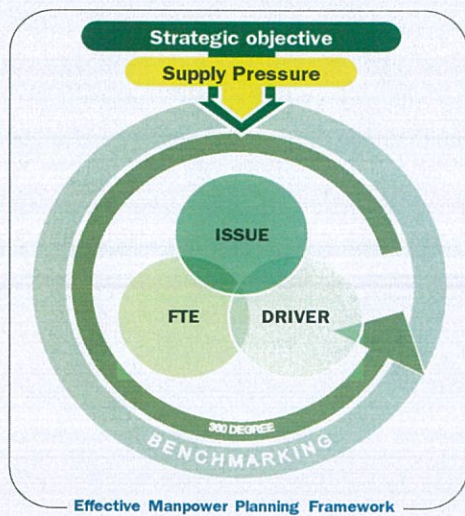 Strategic objective
Supply Pressure
ISSUE
FTE
DRIVER
360 DEGREE
BENCHMARKING
Effective Manpower Planning Framework